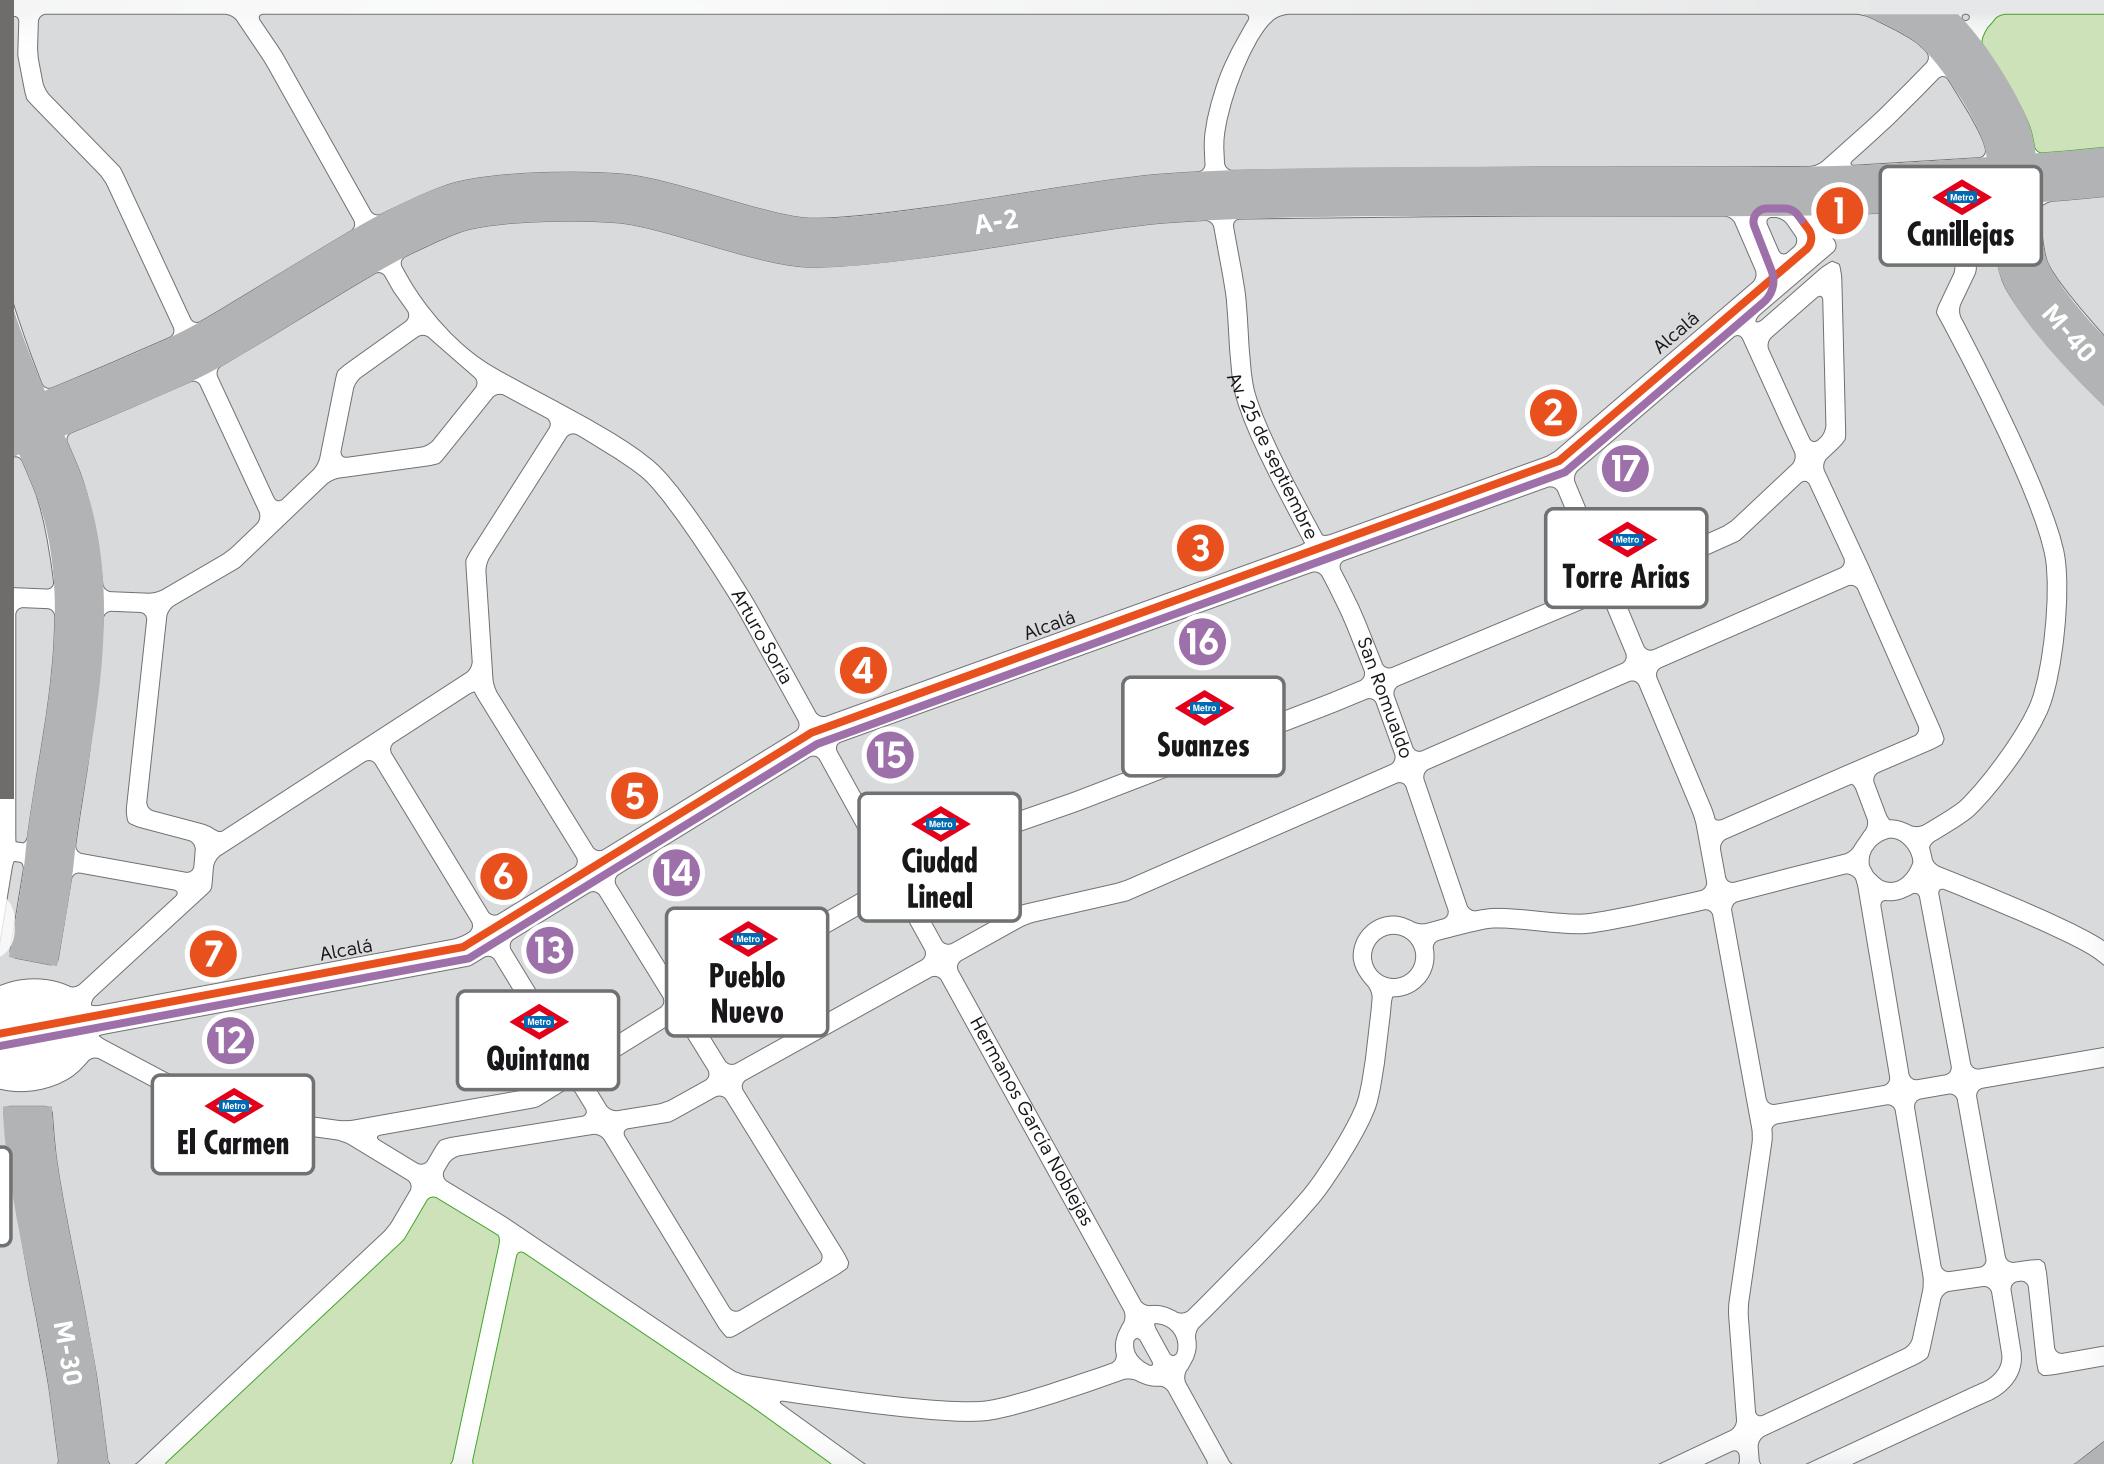 A-2
1
Metro
Canillejas
M-40
Alcalá
Av. 25 de septiembre
2
17
Metro
Torre Arias
3
Alcalá
16
Metro
Suanzes
San Romualdo
Arturo Soria
4
15
Metro
Ciudad
Lineal
5
14
Metro
Pueblo
Nuevo
6
13
Metro
Quintana
7
Alcalá
12
Metro
El Carmen
Hermanos García Noblejas
M-30